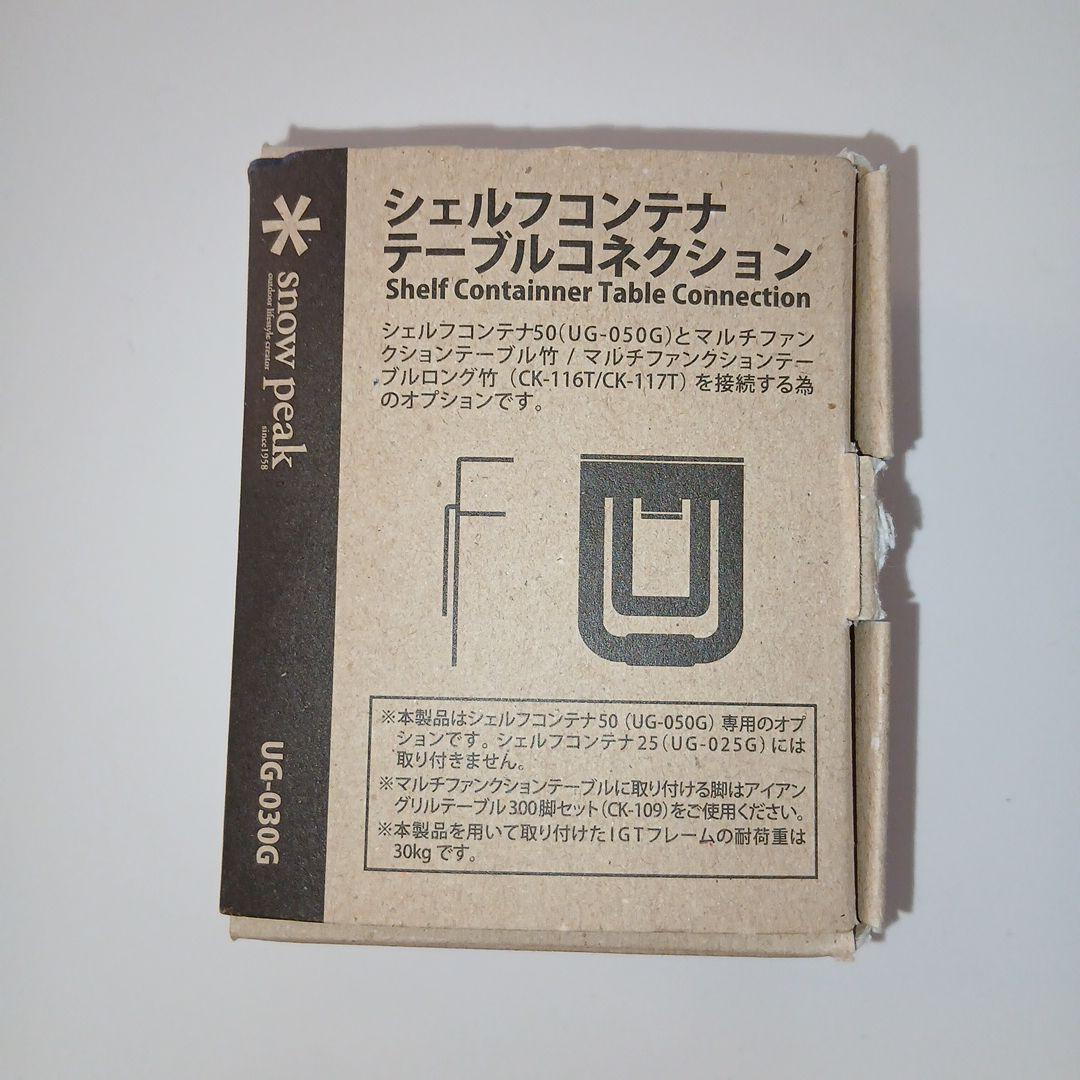 シェルフコンテナ
テーブルコネクション
Shelf Containner Table Connection
シェルフコンテナ50(UG-050G)とマルチファン
クションテーブル竹 / マルチファンクションテー
ブルロング竹（CK-116T/CK-117T）を接続する為
のオプションです。
※本製品はシェルフコンテナ50（UG-050G）専用のオプ
ションです。シェルフコンテナ25(UG-025G)には
取り付きません。
※マルチファンクションテーブルに取り付ける脚はアイアン
グリルテーブル300脚セット(CK-109)をご使用ください。
※本製品を用いて取り付けたIGTフレームの耐荷重は
30kgです。
snow peak
outdoor lifestyle creator
since1958
UG-030G